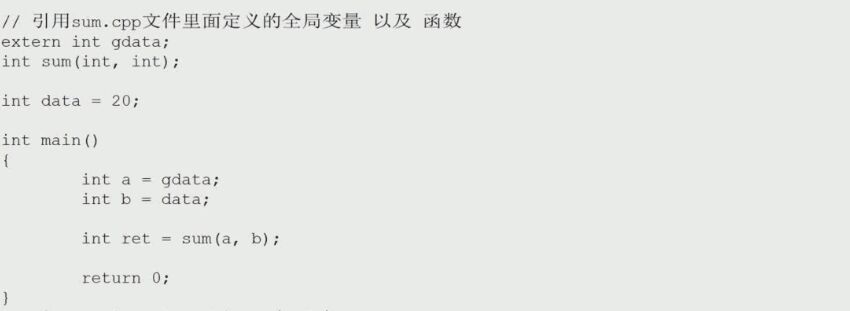 // 引用sum.cpp文件里面定义的全局变量 以及 函数
extern int gdata;
int sum(int, int);
int data = 20;
int main()
{
int a = gdata;
int b = data;
int ret = sum(a, b);
return 0;
}